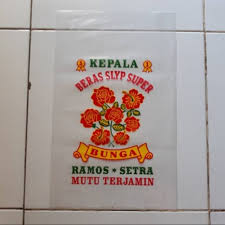 KEPALA
BERAS SLYP SUPER
BUNGA
RAMOS * SETRA
MUTU TERJAMIN